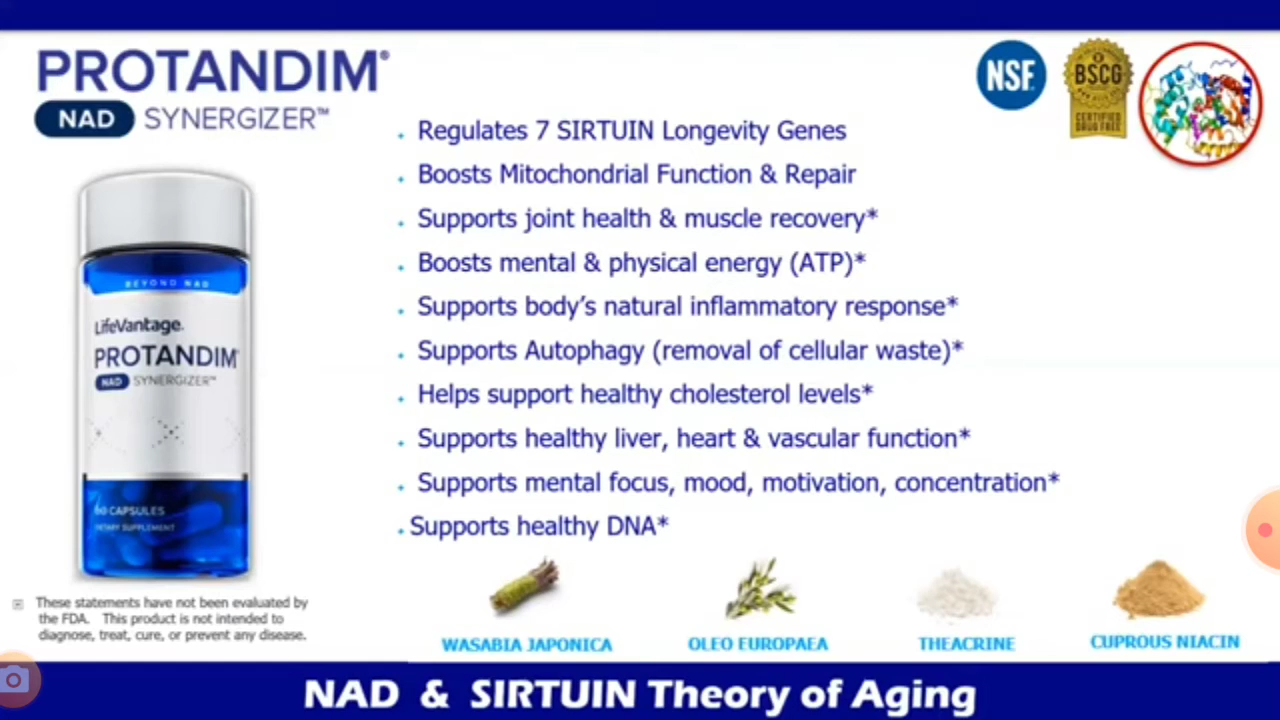 PROTANDIM®
NAD SYNERGIZER™
NSF®
BSCG
CERTIFIED
DRUG FREE
Regulates 7 SIRTUIN Longevity Genes
Boosts Mitochondrial Function & Repair
Supports joint health & muscle recovery*
Boosts mental & physical energy (ATP)*
Supports body's natural inflammatory response*
Supports Autophagy (removal of cellular waste)*
Helps support healthy cholesterol levels*
Supports healthy liver, heart & vascular function*
Supports mental focus, mood, motivation, concentration*
Supports healthy DNA*
BEYOND NAD
LifeVantage.
PROTANDIM
NAD SYNERGIZER™
60 CAPSULES
DIETARY SUPPLEMENT
These statements have not been evaluated by
the FDA. This product is not intended to
diagnose, treat, cure, or prevent any disease.
WASABIA JAPONICA
OLEO EUROPAEA
THEACRINE
CUPROUS NIACIN
NAD & SIRTUIN Theory of Aging